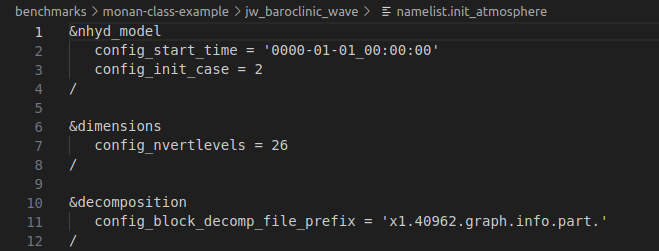 benchmarks > monan-class-example > jw_baroclinic_wave > namelist.init_atmosphere
1 &nhyd_model
2 config_start_time = '0000-01-01_00:00:00'
3 config_init_case = 2
4 /
5
6 &dimensions
7 config_nvertlevels = 26
8 /
9
10 &decomposition
11 config_block_decomp_file_prefix = 'x1.40962.graph.info.part.'
12 /